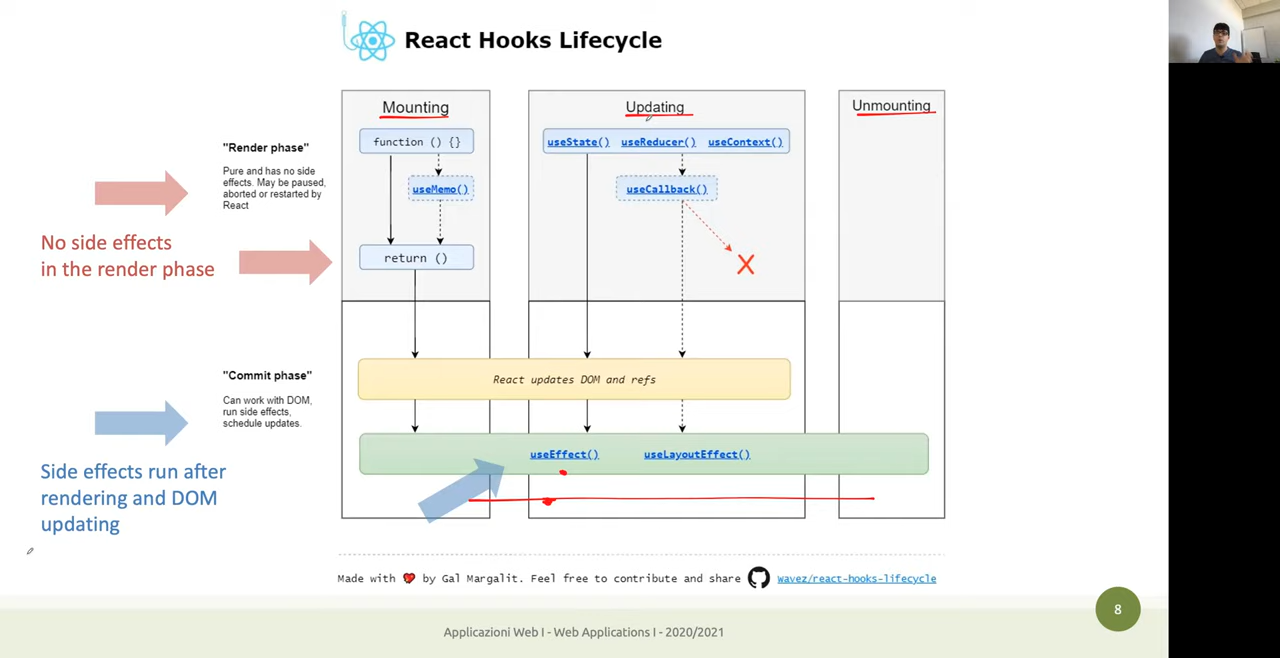 React Hooks Lifecycle
Mounting
Updating
Unmounting
"Render phase"
Pure and has no side
effects. May be paused,
aborted or restarted by
React
function () {}
useMemo()
return ()
useState() useReducer() useContext()
useCallback()
X
No side effects
in the render phase
"Commit phase"
Can work with DOM,
run side effects,
schedule updates.
React updates DOM and refs
useEffect() useLayoutEffect()
Side effects run after
rendering and DOM
updating
Made with ❤ by Gal Margalit. Feel free to contribute and share wavez/react-hooks-lifecycle
8
Applicazioni Web I - Web Applications I - 2020/2021